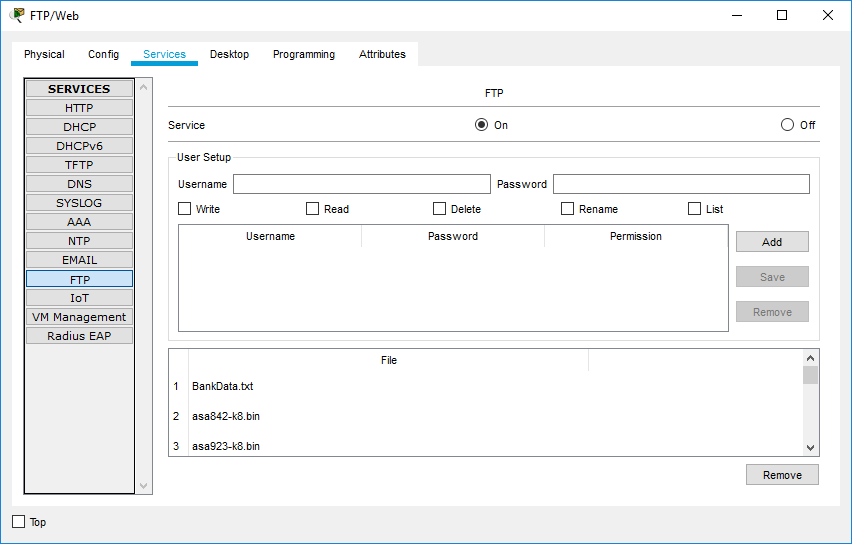 FTP/Web
Physical Config Services Desktop Programming Attributes
SERVICES
HTTP
DHCP
DHCPv6
TFTP
DNS
SYSLOG
AAA
NTP
EMAIL
FTP
IoT
VM Management
Radius EAP
FTP
Service On Off
User Setup
Username Password
Write Read Delete Rename List
Username Password Permission
Add
Save
Remove
File
1 BankData.txt
2 asa842-k8.bin
3 asa923-k8.bin
Remove
Top